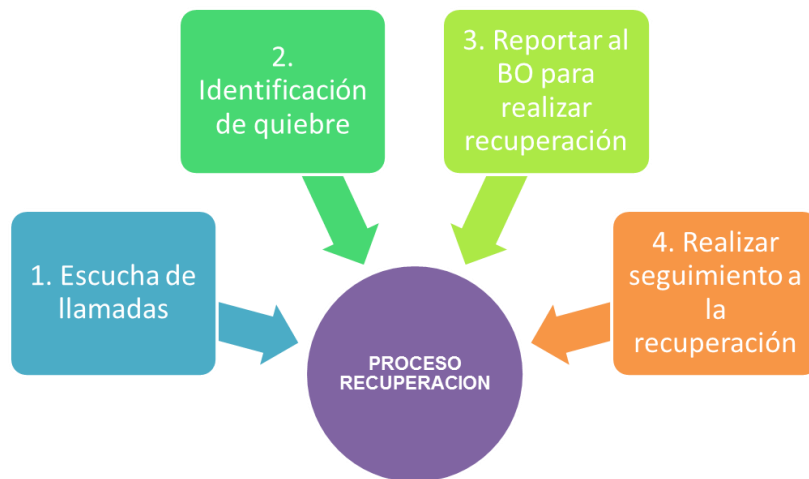 1. Escucha de
llamadas
2.
Identificación
de quiebre
3. Reportar al
BO para
realizar
recuperación
4. Realizar
seguimiento a
la
recuperación
PROCESO
RECUPERACION